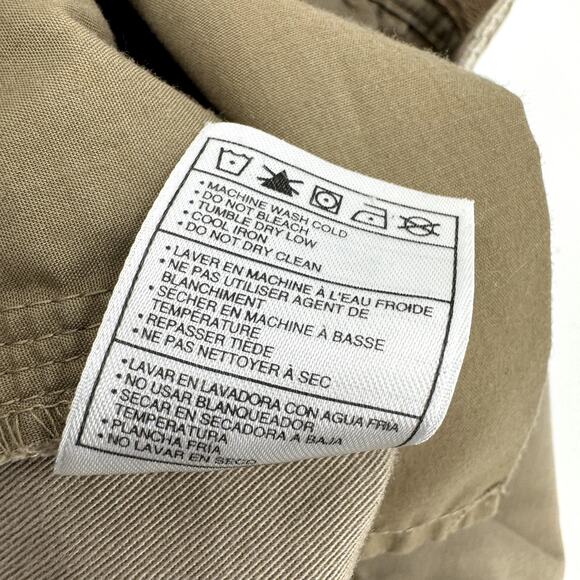 • MACHINE WASH COLD
• DO NOT BLEACH
• TUMBLE DRY LOW
• COOL IRON
• DO NOT DRY CLEAN
• LAVER EN MACHINE À L'EAU FROIDE
• NE PAS UTILISER AGENT DE
BLANCHIMENT
• SÉCHER EN MACHINE À BASSE
TEMPÉRATURE
• REPASSER TIEDE
• NE PAS NETTOYER À SEC
• LAVAR EN LAVADORA CON AGUA FRIA
• NO USAR BLANQUEADOR
• SECAR EN SECADORA A BAJA
TEMPERATURA
• PLANCHA FRIA
• NO LAVAR EN SECO